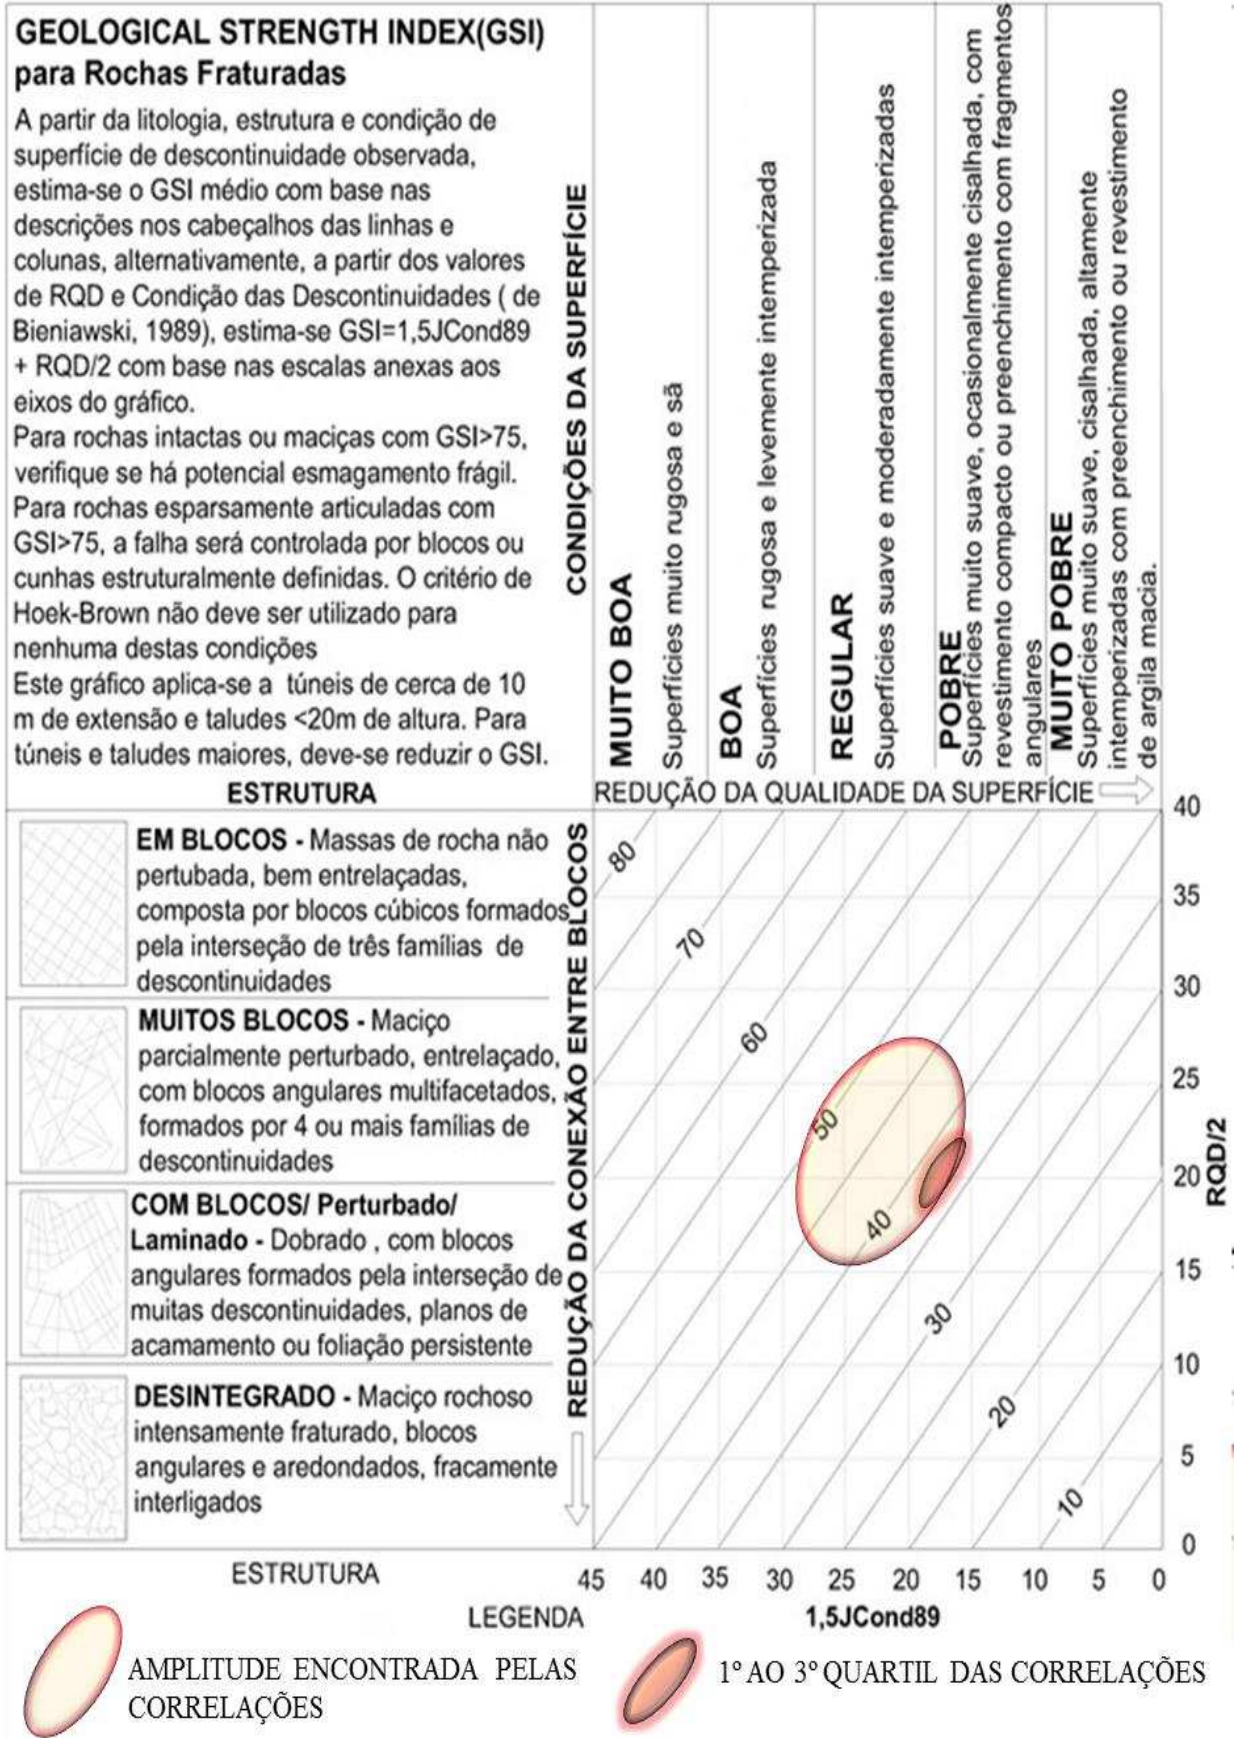 GEOLOGICAL STRENGTH INDEX(GSI)
para Rochas Fraturadas
A partir da litologia, estrutura e condição de
superfície de descontinuidade observada,
estima-se o GSI médio com base nas
descrições nos cabeçalhos das linhas e
colunas, alternativamente, a partir dos valores
de RQD e Condição das Descontinuidades ( de
Bieniawski, 1989), estima-se GSI=1,5JCond89
+ RQD/2 com base nas escalas anexas aos
eixos do gráfico.
Para rochas intactas ou maciças com GSI>75,
verifique se há potencial esmagamento frágil.
Para rochas esparsamente articuladas com
GSI>75, a falha será controlada por blocos ou
cunhas estruturalmente definidas. O critério de
Hoek-Brown não deve ser utilizado para
nenhuma destas condições
Este gráfico aplica-se a túneis de cerca de 10
m de extensão e taludes <20m de altura. Para
túneis e taludes maiores, deve-se reduzir o GSI.
ESTRUTURA
CONDIÇÕES DA SUPERFÍCIE
MUITO BOA
Superfícies muito rugosa e sã
BOA
Superfícies rugosa e levemente intemperizada
REGULAR
Superfícies suave e moderadamente intemperizadas
POBRE
Superfícies muito suave, ocasionalmente cisalhada, com
revestimento compacto ou preenchimento com fragmentos
angulares
MUITO POBRE
Superfícies muito suave, cisalhada, altamente
intemperizadas com preenchimento ou revestimento
de argila macia.
REDUÇÃO DA QUALIDADE DA SUPERFÍCIE
EM BLOCOS - Massas de rocha não
pertubada, bem entrelaçadas,
composta por blocos cúbicos formados
pela interseção de três famílias de
descontinuidades
MUITOS BLOCOS - Maciço
parcialmente perturbado, entrelaçado,
com blocos angulares multifacetados,
formados por 4 ou mais famílias de
descontinuidades
COM BLOCOS/ Perturbado/
Laminado - Dobrado , com blocos
angulares formados pela interseção de
muitas descontinuidades, planos de
acamamento ou foliação persistente
DESINTEGRADO - Maciço rochoso
intensamente fraturado, blocos
angulares e aredondados, fracamente
interligados
ESTRUTURA
REDUÇÃO DA CONEXÃO ENTRE BLOCOS
80
70
60
50
40
30
20
10
40
35
30
25
20
15
10
5
0
RQD/2
45 40 35 30 25 20 15 10 5 0
1,5JCond89
LEGENDA
AMPLITUDE ENCONTRADA PELAS
CORRELAÇÕES
1º AO 3º QUARTIL DAS CORRELAÇÕES